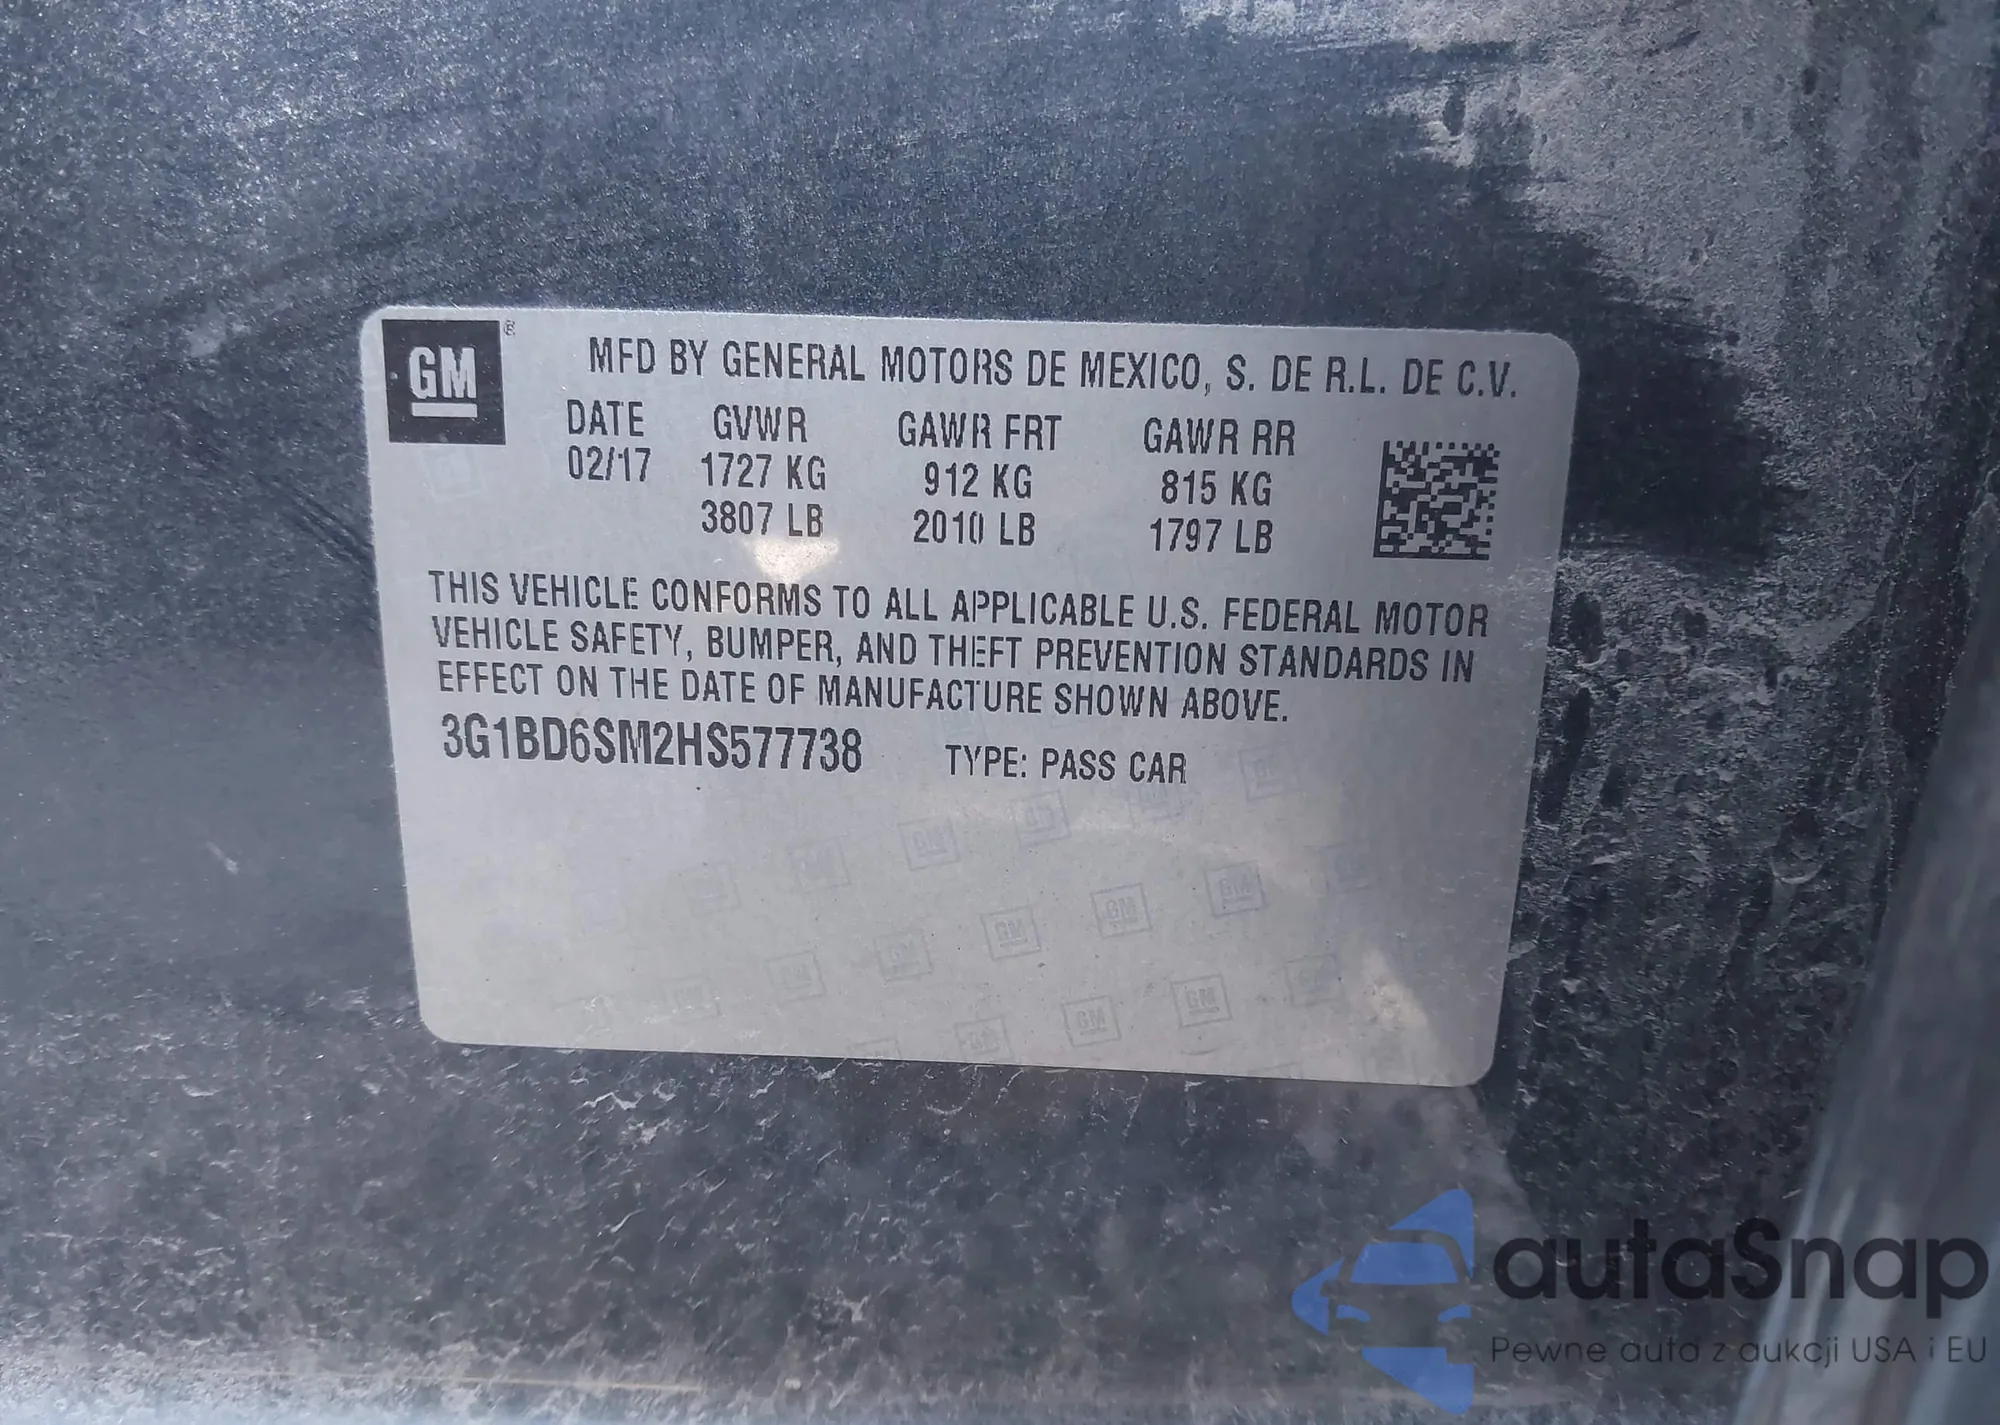 GM ®
MFD BY GENERAL MOTORS DE MEXICO, S. DE R.L. DE C.V.
DATE GVWR GAWR FRT GAWR RR
02/17 1727 KG 912 KG 815 KG
3807 LB 2010 LB 1797 LB
THIS VEHICLE CONFORMS TO ALL APPLICABLE U.S. FEDERAL MOTOR
VEHICLE SAFETY, BUMPER, AND THEFT PREVENTION STANDARDS IN
EFFECT ON THE DATE OF MANUFACTURE SHOWN ABOVE.
3G1BD6SM2HS577738 TYPE: PASS CAR
autaSnap
Pewne auta z aukcji USA i EU